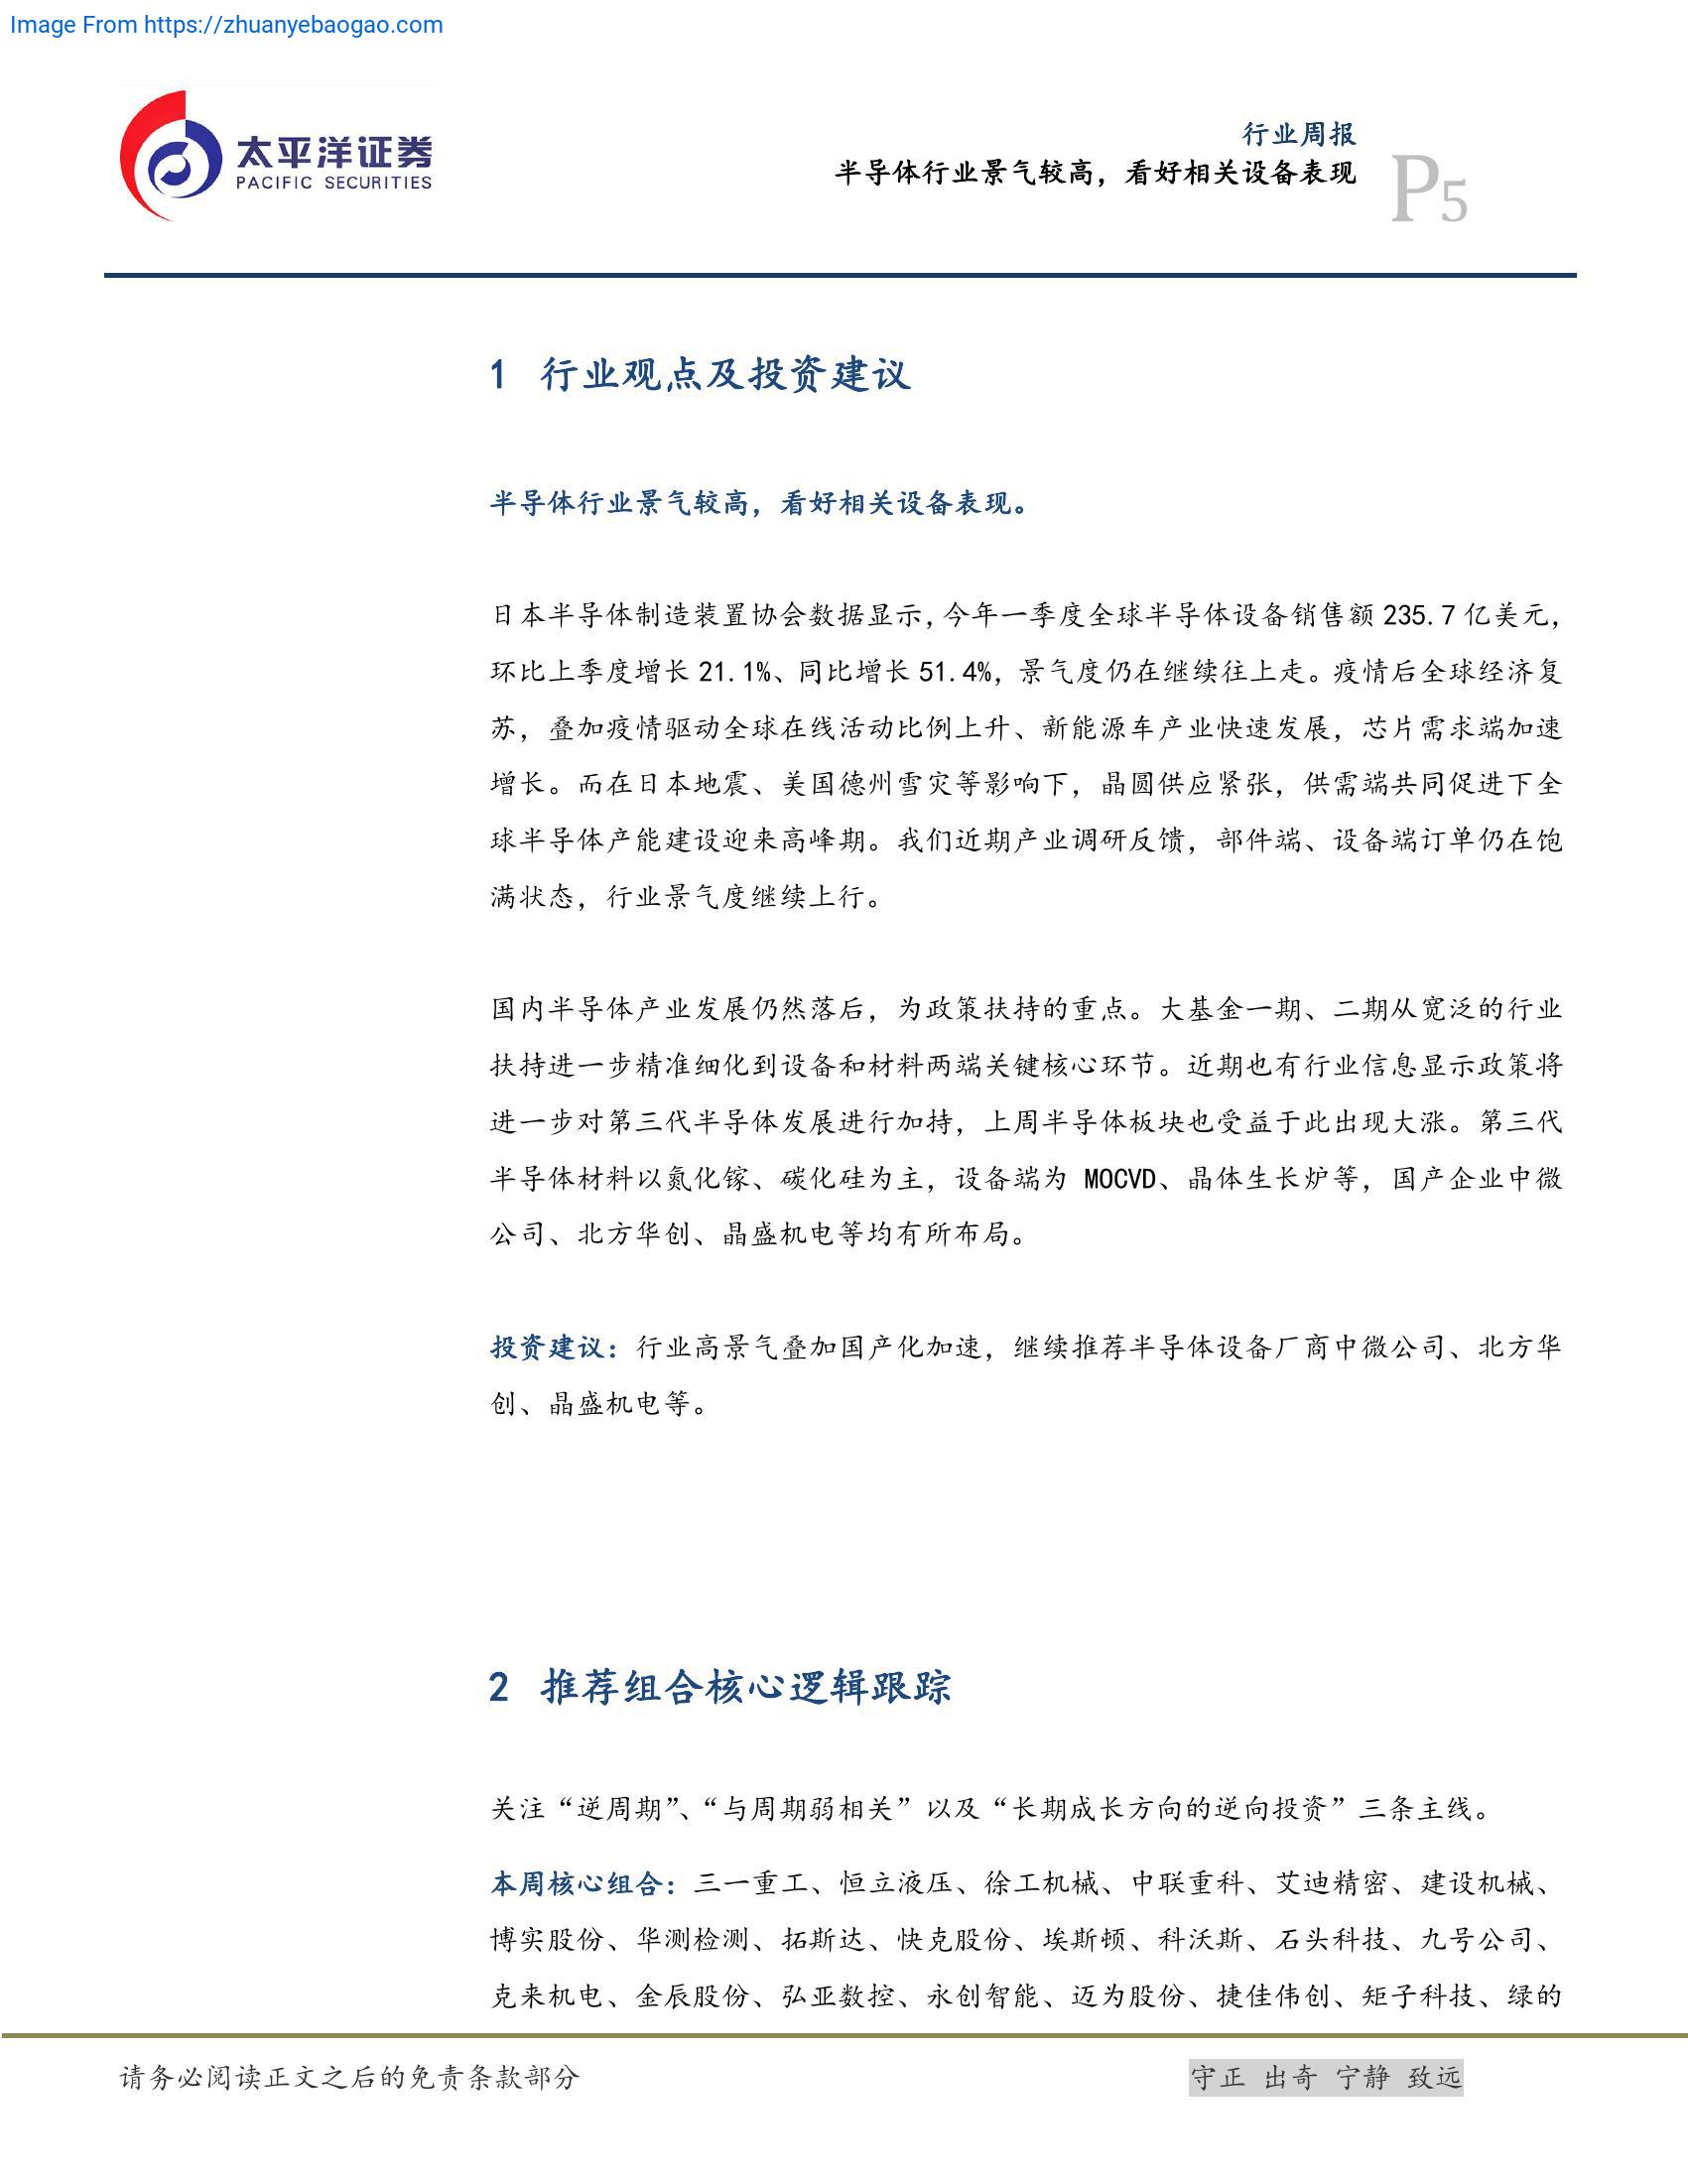 Image From https://zhuanyebaogao.com
太平洋证券
PACIFIC SECURITIES
行业周报
半导体行业景气较高，看好相关设备表现
P5
1 行业观点及投资建议
半导体行业景气较高，看好相关设备表现。
日本半导体制造装置协会数据显示，今年一季度全球半导体设备销售额 235.7 亿美元，
环比上季度增长 21.1%、同比增长 51.4%，景气度仍在继续往上走。疫情后全球经济复
苏，叠加疫情驱动全球在线活动比例上升、新能源车产业快速发展，芯片需求端加速
增长。而在日本地震、美国德州雪灾等影响下，晶圆供应紧张，供需端共同促进下全
球半导体产能建设迎来高峰期。我们近期产业调研反馈，部件端、设备端订单仍在饱
满状态，行业景气度继续上行。
国内半导体产业发展仍然落后，为政策扶持的重点。大基金一期、二期从宽泛的行业
扶持进一步精准细化到设备和材料两端关键核心环节。近期也有行业信息显示政策将
进一步对第三代半导体发展进行加持，上周半导体板块也受益于此出现大涨。第三代
半导体材料以氮化镓、碳化硅为主，设备端为 MOCVD、晶体生长炉等，国产企业中微
公司、北方华创、晶盛机电等均有所布局。
投资建议：行业高景气叠加国产化加速，继续推荐半导体设备厂商中微公司、北方华
创、晶盛机电等。
2 推荐组合核心逻辑跟踪
关注“逆周期”、“与周期弱相关”以及“长期成长方向的逆向投资”三条主线。
本周核心组合：三一重工、恒立液压、徐工机械、中联重科、艾迪精密、建设机械、
博实股份、华测检测、拓斯达、快克股份、埃斯顿、科沃斯、石头科技、九号公司、
克来机电、金辰股份、弘亚数控、永创智能、迈为股份、捷佳伟创、矩子科技、绿的
请务必阅读正文之后的免责条款部分
守正 出奇 宁静 致远